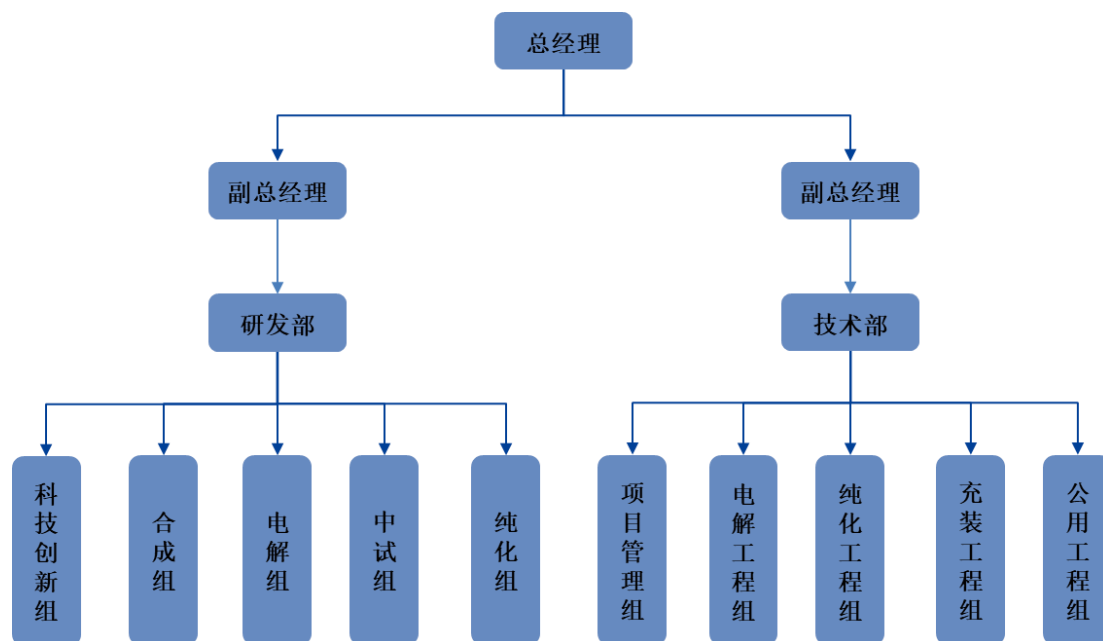 总经理
副总经理
副总经理
研发部
技术部
科技创新组
合成组
电解组
中试组
纯化组
项目管理组
电解工程组
纯化工程组
充装工程组
公用工程组